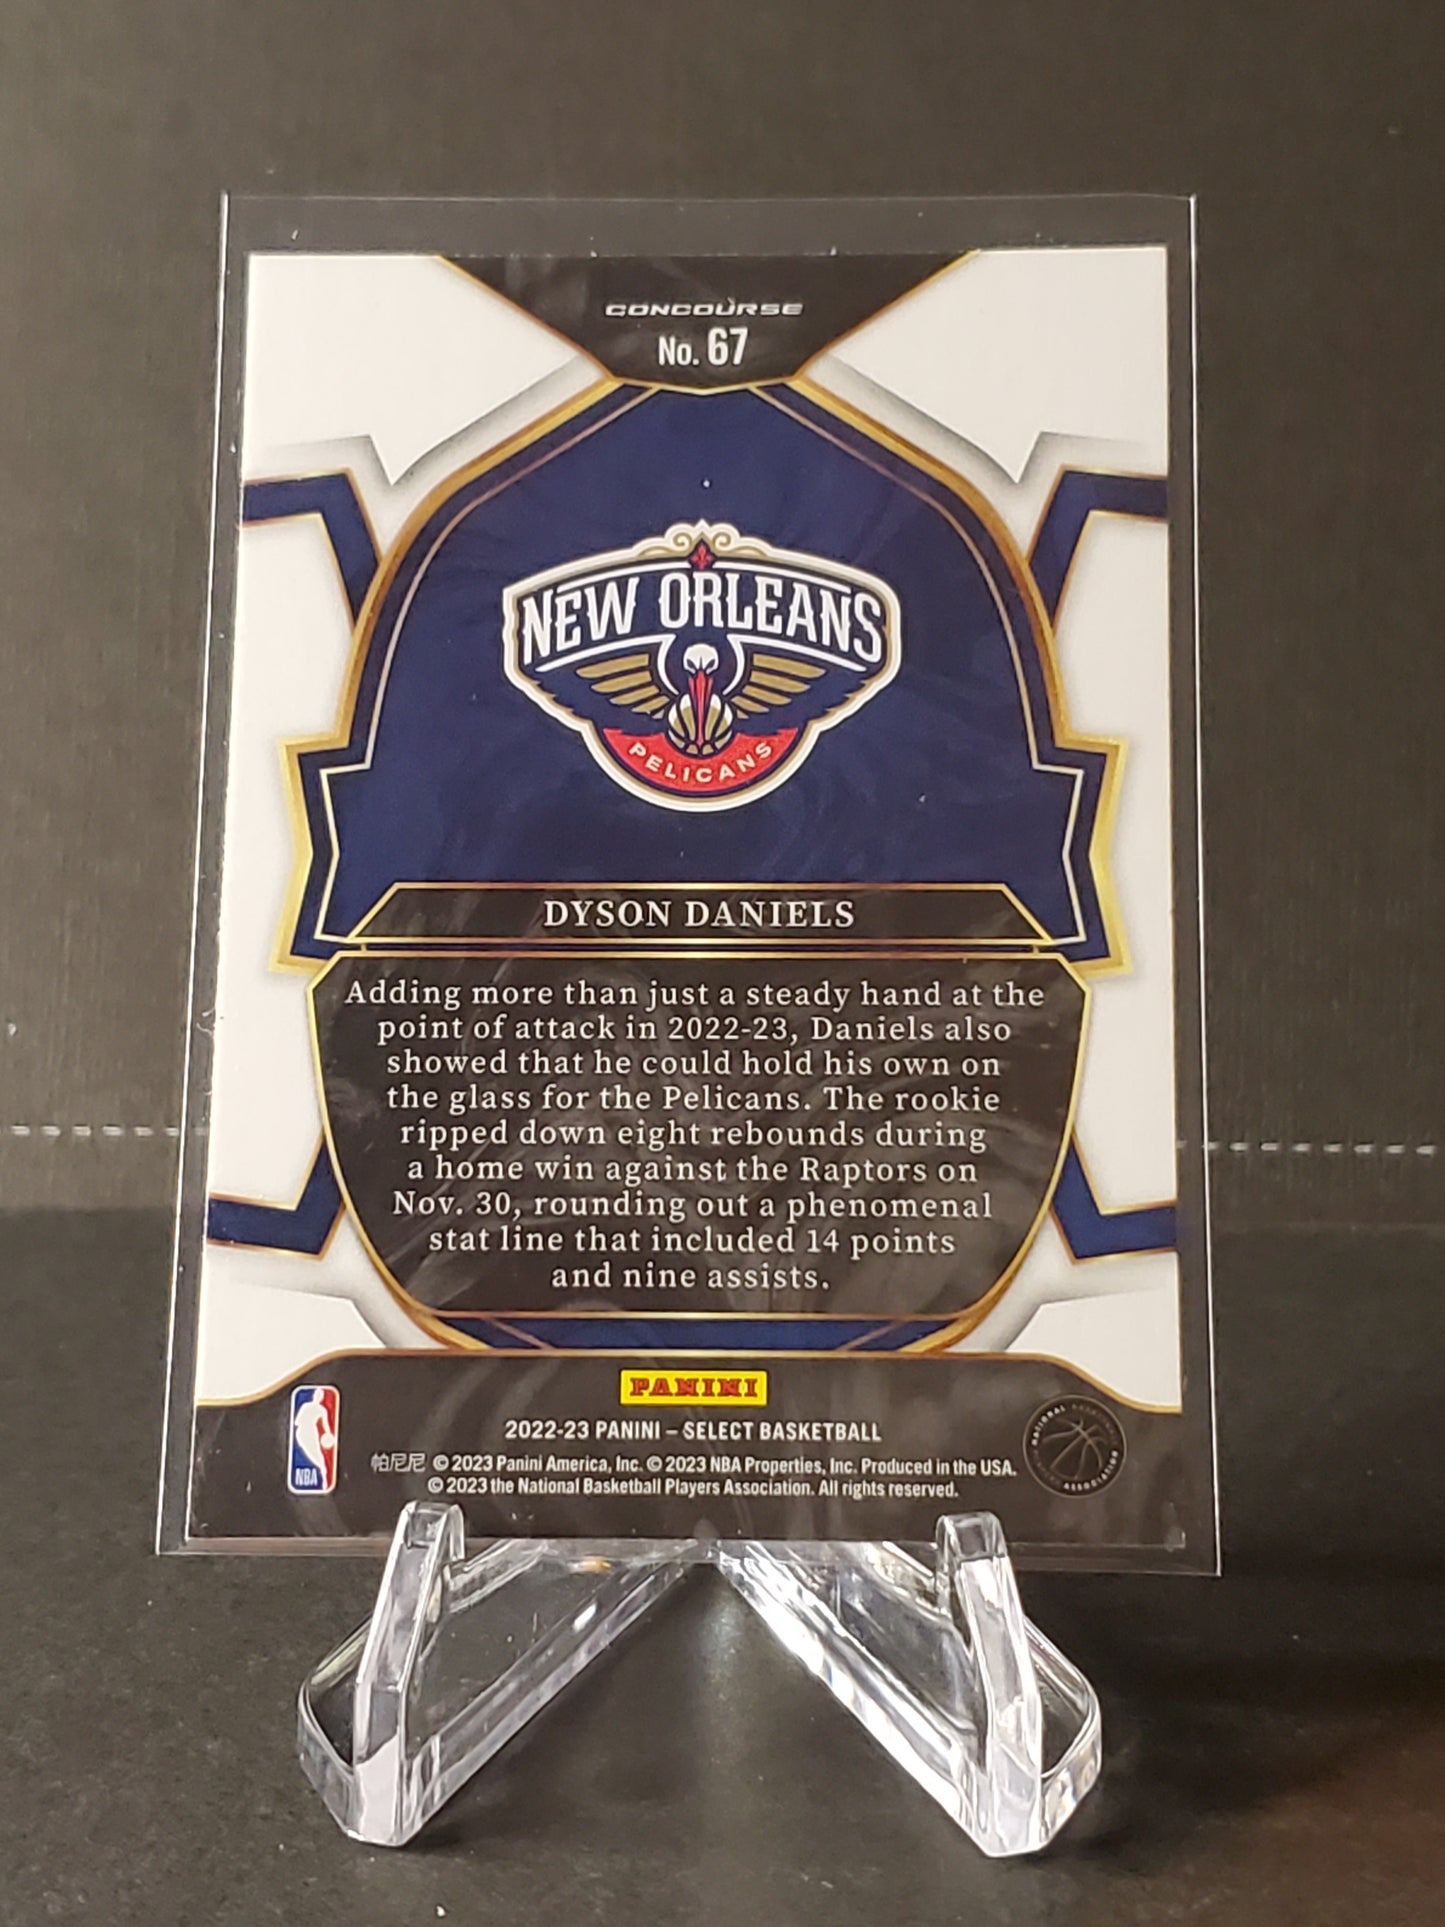 CONCOURSE
No. 67
NEW ORLEANS
PELICANS
DYSON DANIELS
Adding more than just a steady hand at the
point of attack in 2022-23, Daniels also
showed that he could hold his own on
the glass for the Pelicans. The rookie
ripped down eight rebounds during
a home win against the Raptors on
Nov. 30, rounding out a phenomenal
stat line that included 14 points
and nine assists.
PANINI
2022-23 PANINI – SELECT BASKETBALL
帕尼尼 © 2023 Panini America, Inc. © 2023 NBA Properties, Inc. Produced in the USA.
© 2023 the National Basketball Players Association. All rights reserved.
NBA
NATIONAL BASKETBALL
ASSOCIATION